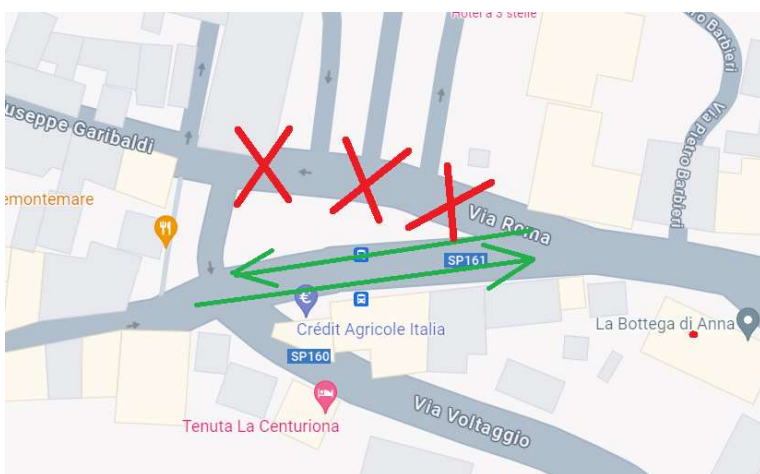 Hotel a 3 stelle
o Barbieri
Via Pietro Barbieri
useppe Garibaldi
emontemare
Via Roma
SP161
€
Crédit Agricole Italia
La Bottega di Anna
SP160
Via Voltaggio
Tenuta La Centuriona